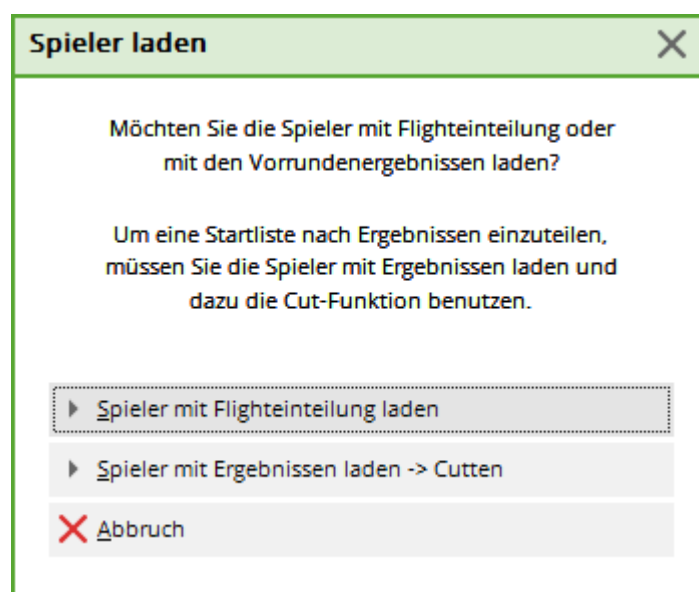 Spieler laden
Möchten Sie die Spieler mit Flighteinteilung oder
mit den Vorrundenergebnissen laden?
Um eine Startliste nach Ergebnissen einzuteilen,
müssen Sie die Spieler mit Ergebnissen laden und
dazu die Cut-Funktion benutzen.
Spieler mit Flighteinteilung laden
Spieler mit Ergebnissen laden -> Cutten
Abbruch